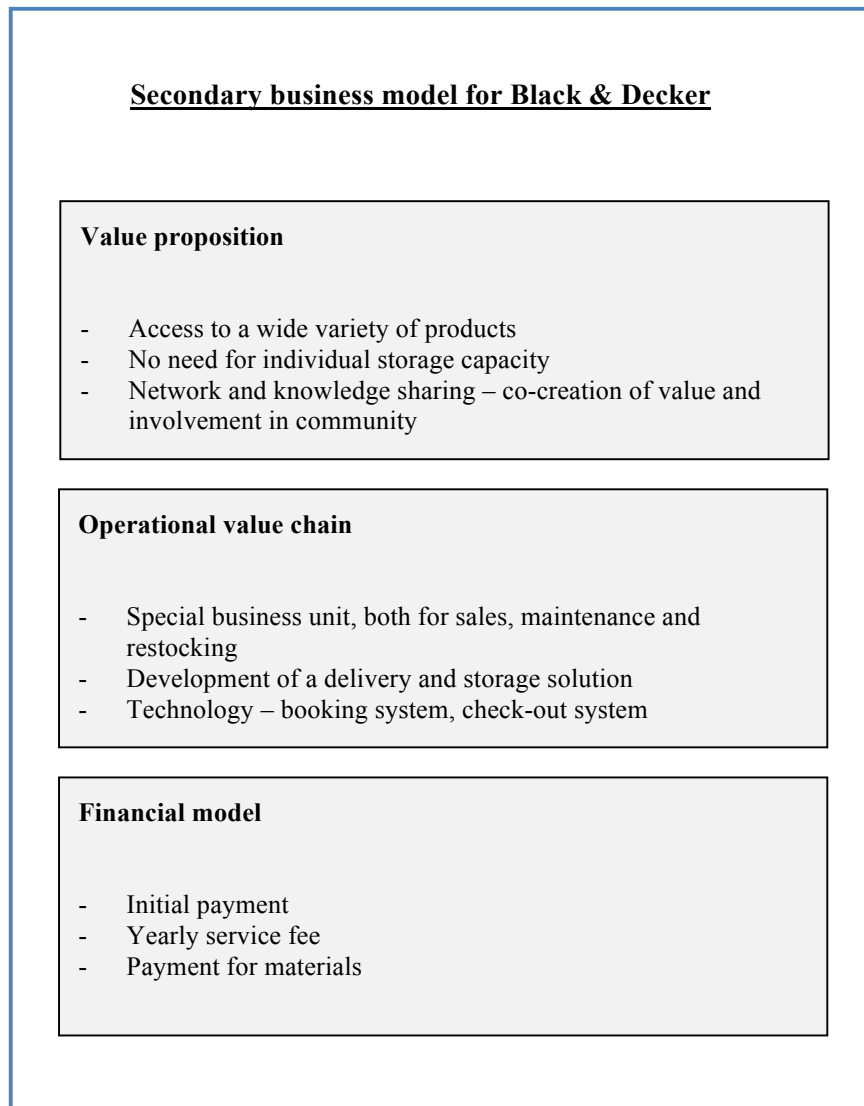 Secondary business model for Black & Decker
Value proposition
- Access to a wide variety of products
- No need for individual storage capacity
- Network and knowledge sharing – co-creation of value and
involvement in community
Operational value chain
- Special business unit, both for sales, maintenance and
restocking
- Development of a delivery and storage solution
- Technology – booking system, check-out system
Financial model
- Initial payment
- Yearly service fee
- Payment for materials